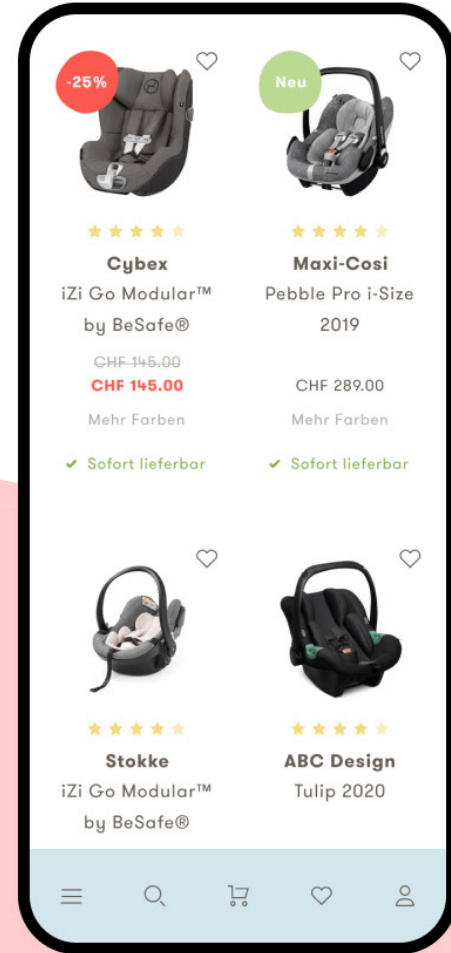 -25%
Neu
Cybex
iZi Go Modular™
by BeSafe®
CHF 145.00
CHF 145.00
Mehr Farben
✔ Sofort lieferbar
Maxi-Cosi
Pebble Pro i-Size
2019
CHF 289.00
Mehr Farben
✔ Sofort lieferbar
Stokke
iZi Go Modular™
by BeSafe®
ABC Design
Tulip 2020